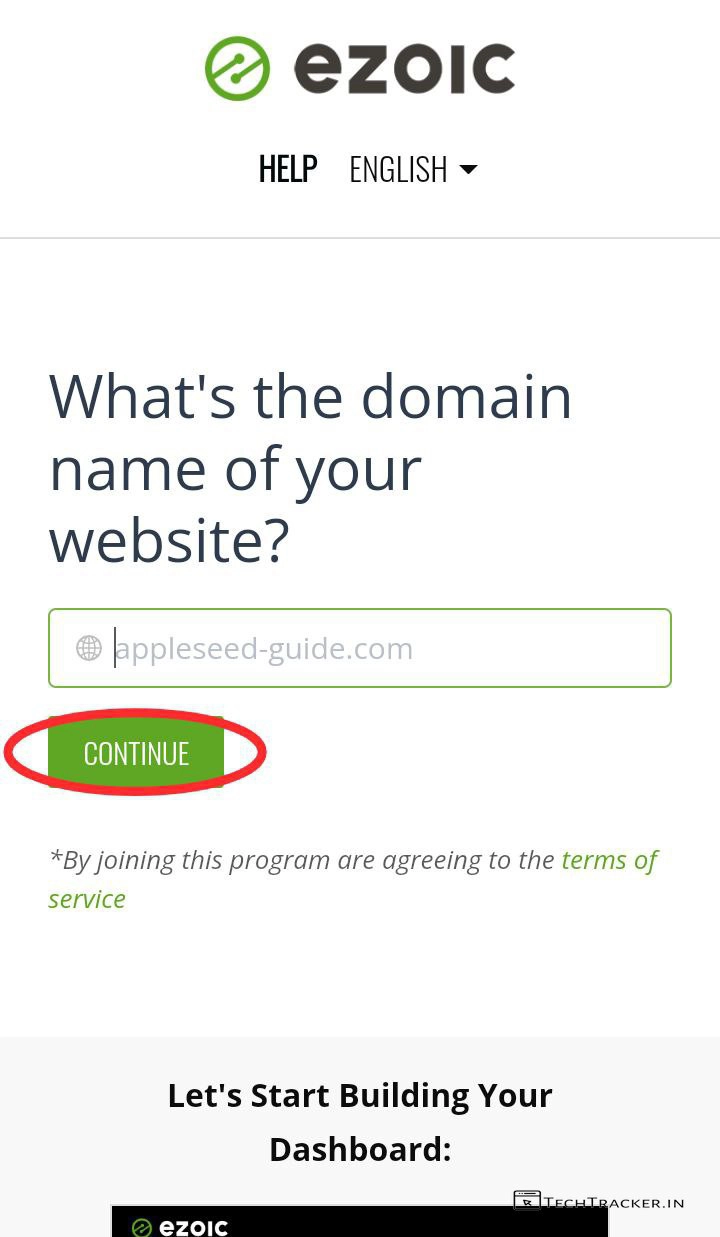 ezoic
HELP ENGLISH
What's the domain
name of your
website?
appleseed-guide.com
CONTINUE
*By joining this program are agreeing to the terms of
service
Let's Start Building Your
Dashboard:
TECHTRACKER.IN
ezoic